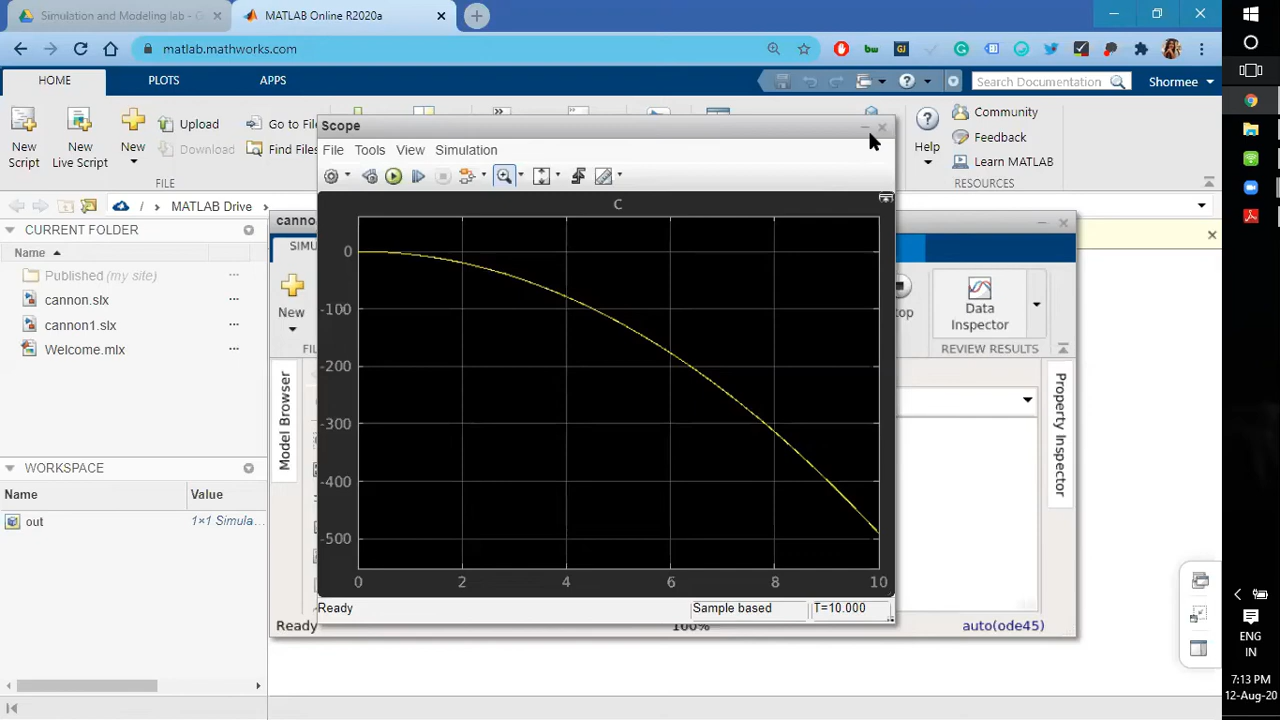 Simulation and Modeling lab - G
MATLAB Online R2020a
matlab.mathworks.com
HOME
PLOTS
APPS
Search Documentation
Shormee
New Script
New Live Script
New
Upload
Download
Go to Fi
Find Files
FILE
Help
Community
Feedback
Learn MATLAB
RESOURCES
/ MATLAB Drive /
CURRENT FOLDER
Name
Published (my site)
cannon.slx
cannon1.slx
Welcome.mlx
WORKSPACE
Name
Value
out
1×1 Simula...
Scope
File
Tools
View
Simulation
C
0
-100
-200
-300
-400
-500
0 2 4 6 8 10
Ready
Sample based
T=10.000
canno
SIMU
New
FIL
Model Browser
top
Data Inspector
REVIEW RESULTS
Property Inspector
Ready
100%
auto(ode45)
ENG
IN
7:13 PM
12-Aug-20